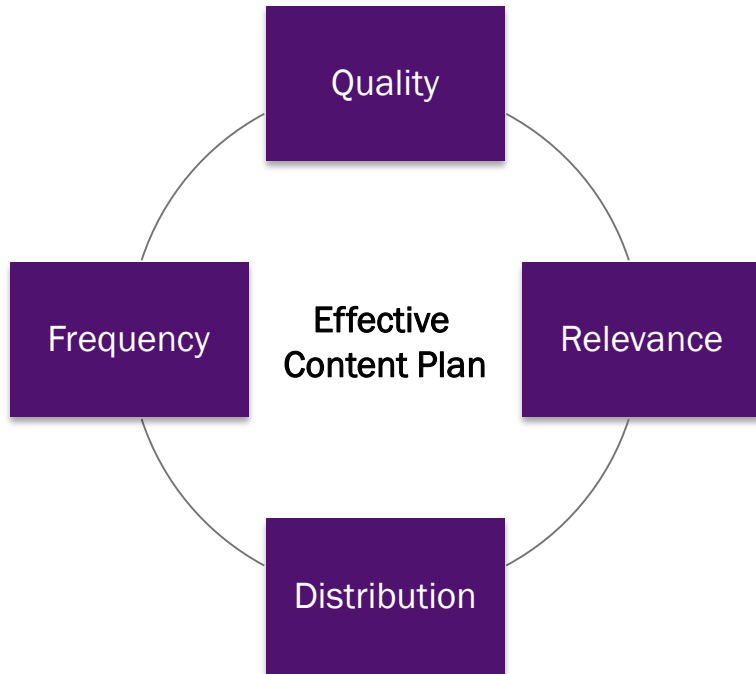 Quality
Frequency
Effective
Content Plan
Relevance
Distribution